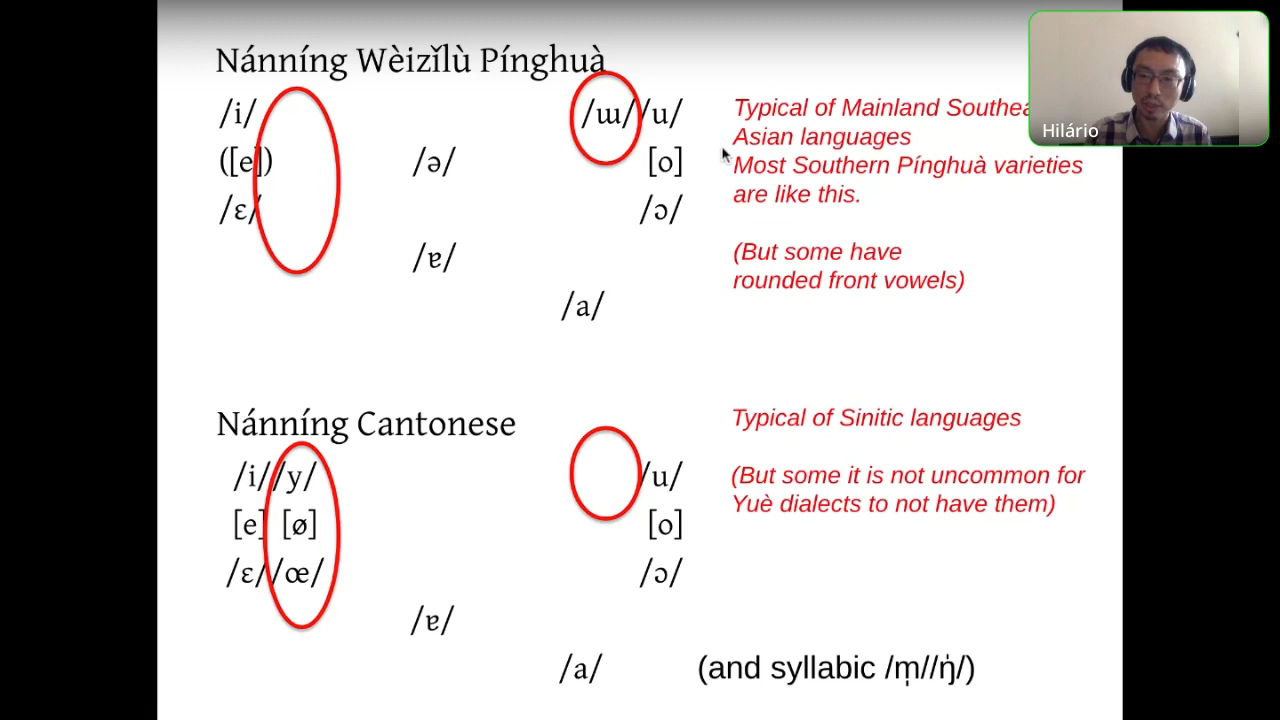 Nánníng Wèizǐlù Pínghuà
/i/ /ɯ/ /u/
([e]) /ə/ [o]
/ɛ/ /ɔ/
/ɐ/
/a/
Typical of Mainland
Asian languages
Most Southern Pínghuà varieties
are like this.
(But some have
rounded front vowels)
Hilário
Nánníng Cantonese
/i/ /y/ /u/
[e] [ø] [o]
/ɛ/ /œ/ /ɔ/
/ɐ/
/a/
Typical of Sinitic languages
(But some it is not uncommon for
Yuè dialects to not have them)
(and syllabic /m̩//ŋ̍/)